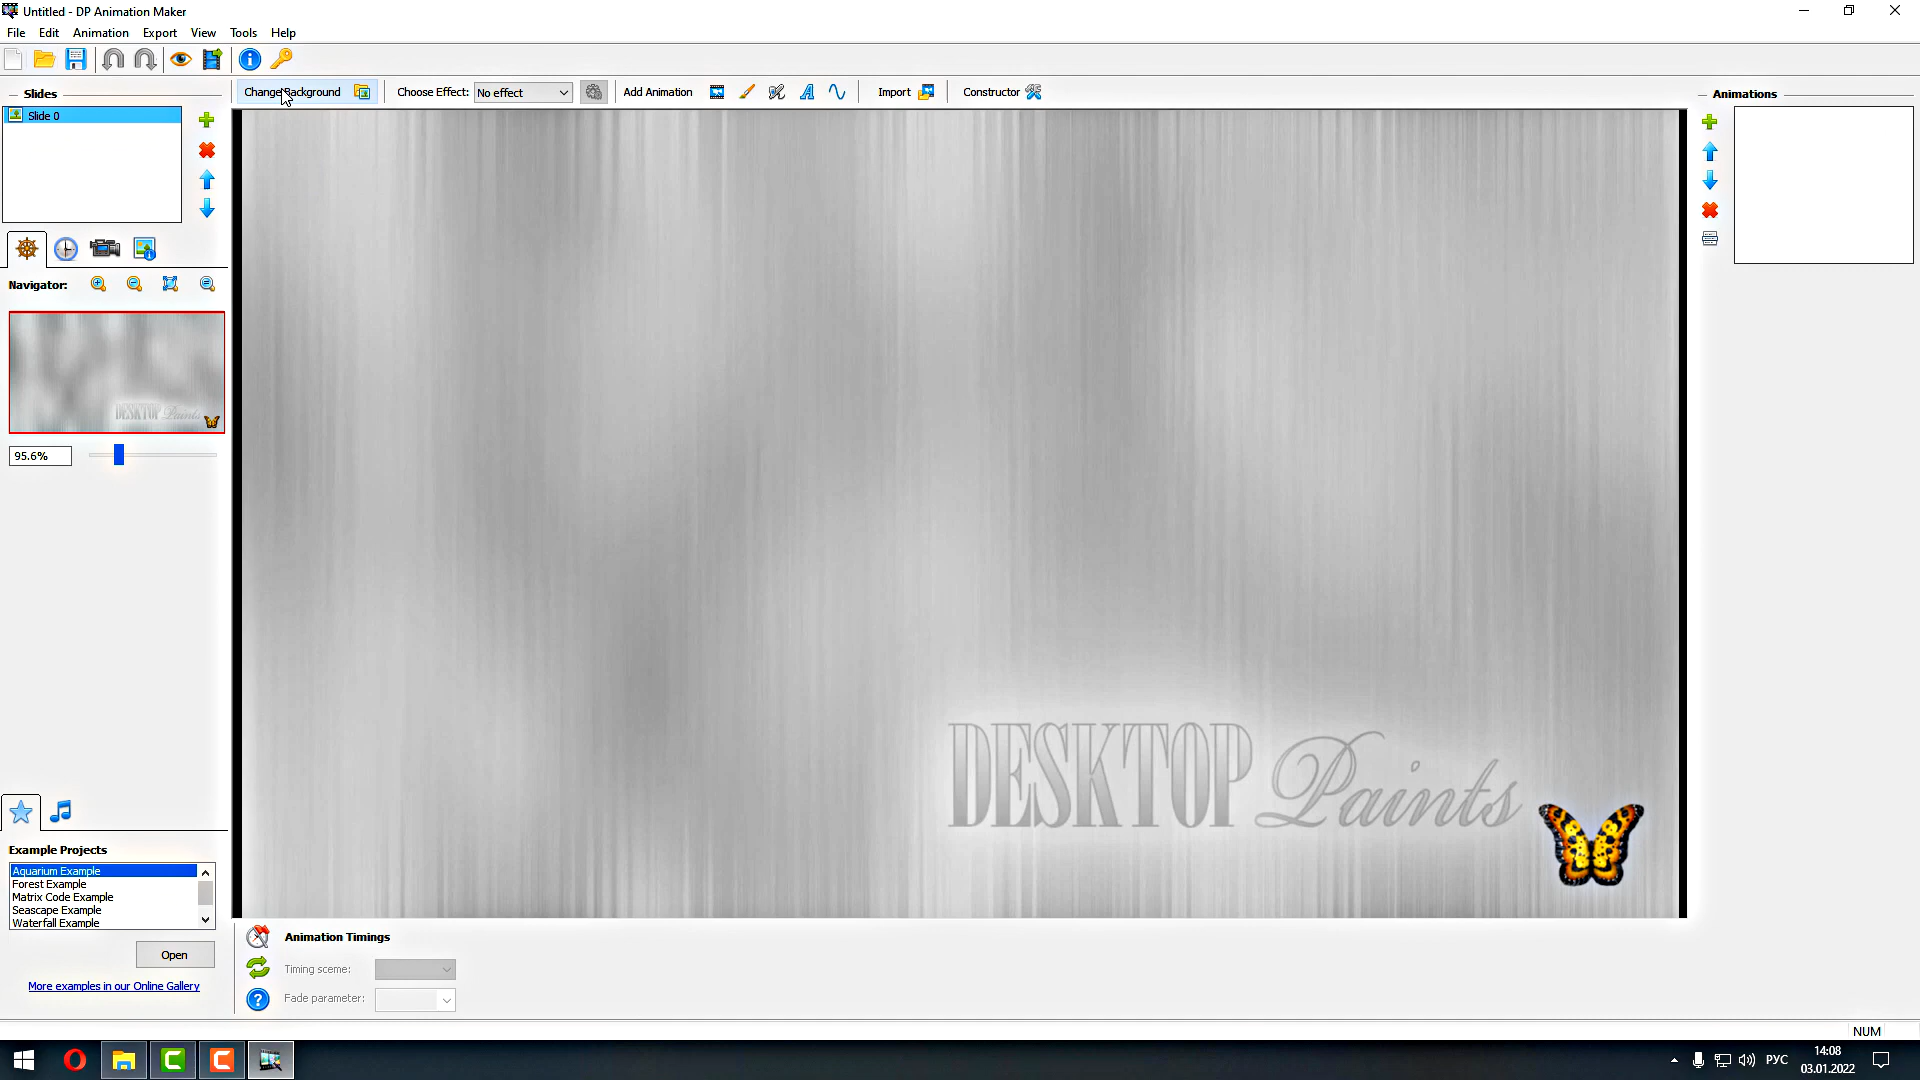 Untitled - DP Animation Maker
File Edit Animation Export View Tools Help
Slides
Change Background Choose Effect: No effect Add Animation Import Constructor
Animations
Slide 0
Navigator:
DESKTOP Paints
95.6%
DESKTOP Paints
Example Projects
Aquarium Example
Forest Example
Matrix Code Example
Seascape Example
Waterfall Example
Open
More examples in our Online Gallery
Animation Timings
Timing sceme:
Fade parameter:
NUM
РУС
14:08
03.01.2022